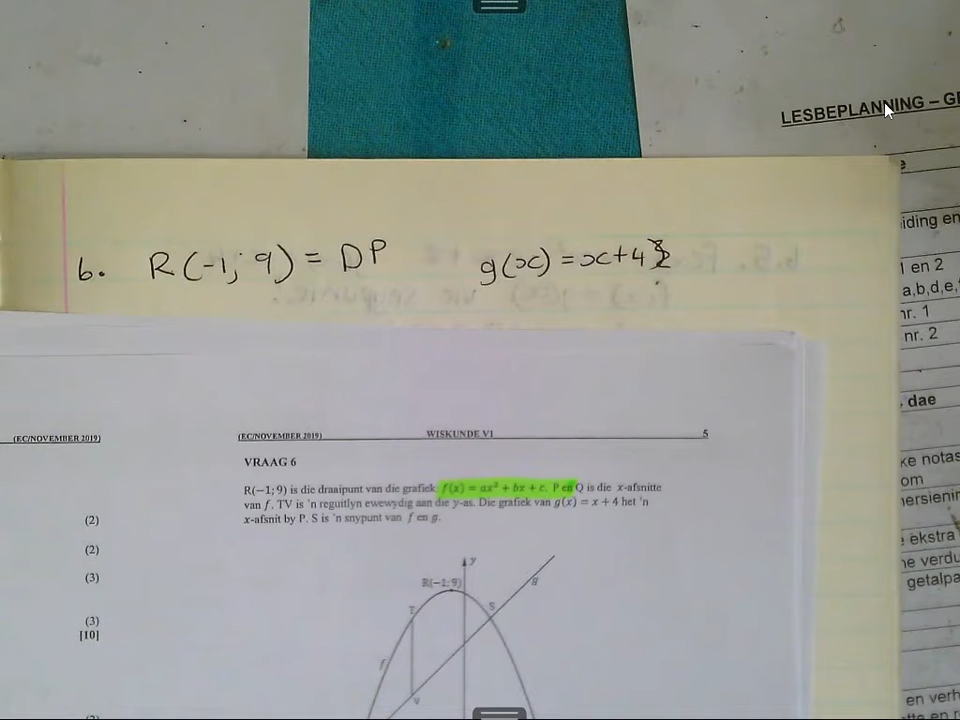 LESBEPLANNING – GE
e
iding en
6. R(-1; 9) = DP g(x) = x+4
1 en 2
a,b,d,e,
nr. 1
nr. 2
dae
(EC/NOVEMBER 2019) (EC/NOVEMBER 2019) WISKUNDE V1 5
VRAAG 6
R(−1; 9) is die draaipunt van die grafiek f(x) = ax² + bx + c. P en Q is die x-afsnitte
van f. TV is 'n reguitlyn ewewydig aan die y-as. Die grafiek van g(x) = x + 4 het 'n
x-afsnit by P. S is 'n snypunt van f en g.
ke notas
om
hersienin
(2)
e ekstra
(2)
ne verdu
y
R(−1; 9)
g
(3)
getalpa
T
S
(3)
[10]
f
V
en verh